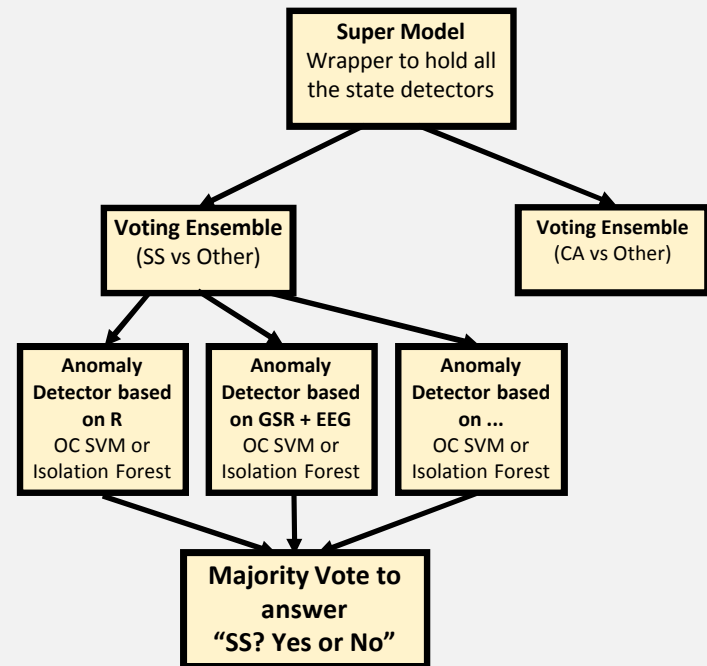 Super Model
Wrapper to hold all
the state detectors
Voting Ensemble
(SS vs Other)
Voting Ensemble
(CA vs Other)
Anomaly
Detector based
on R
OC SVM or
Isolation Forest
Anomaly
Detector based
on GSR + EEG
OC SVM or
Isolation Forest
Anomaly
Detector based
on ...
OC SVM or
Isolation Forest
Majority Vote to
answer
“SS? Yes or No”